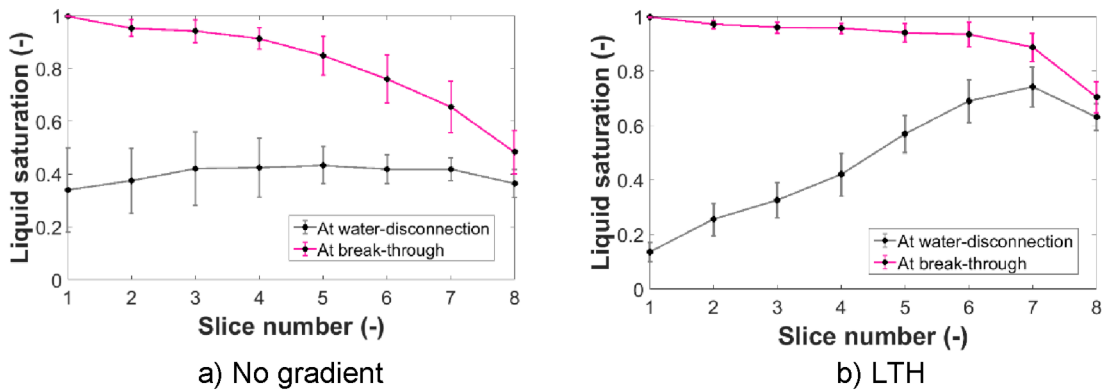 1
0.8
0.6
0.4
0.2
0
Liquid saturation (-)
At water-disconnection
At break-through
1 2 3 4 5 6 7 8
Slice number (-)
a) No gradient
1
0.8
0.6
0.4
0.2
0
Liquid saturation (-)
At water-disconnection
At break-through
1 2 3 4 5 6 7 8
Slice number (-)
b) LTH